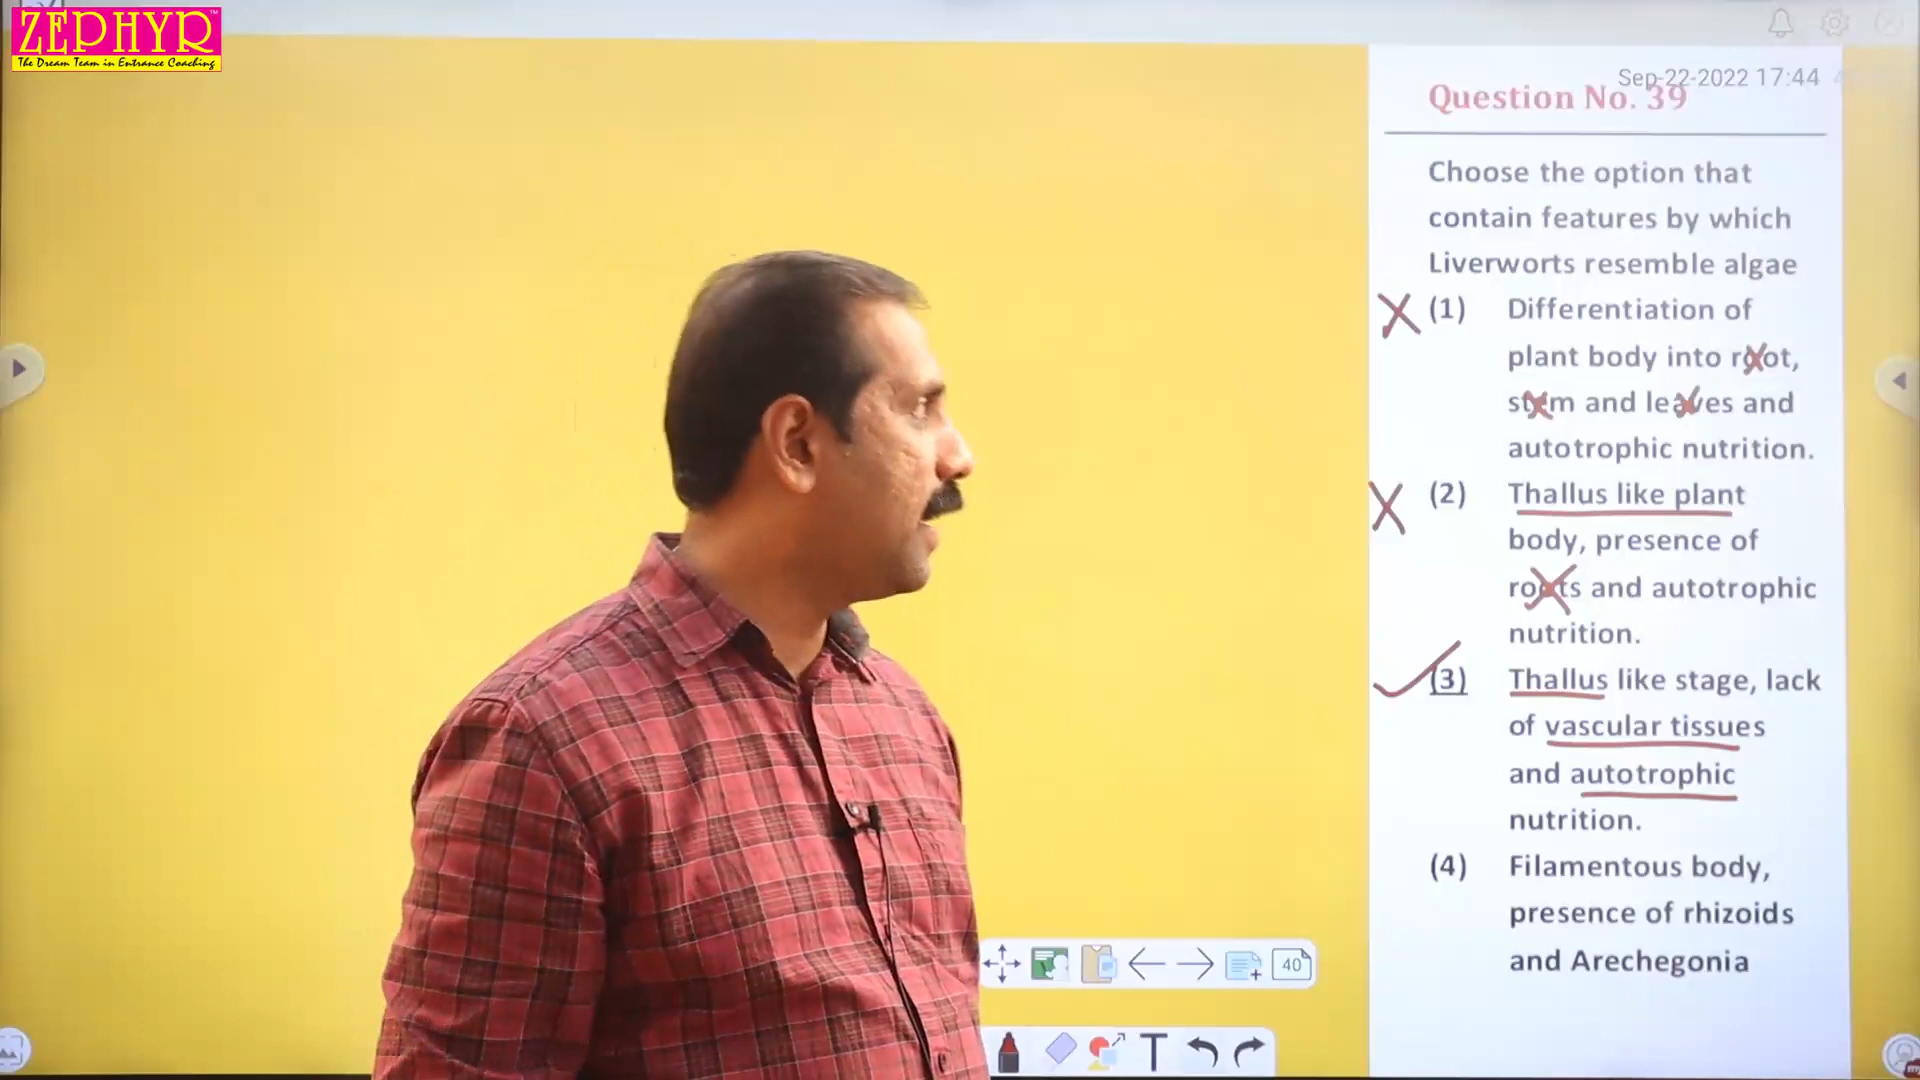 ZEPHYR™
The Dream Team in Entrance Coaching
Sep-22-2022 17:44
Question No. 39
Choose the option that
contain features by which
Liverworts resemble algae
(1) Differentiation of
plant body into root,
stem and leaves and
autotrophic nutrition.
(2) Thallus like plant
body, presence of
roots and autotrophic
nutrition.
(3) Thallus like stage, lack
of vascular tissues
and autotrophic
nutrition.
(4) Filamentous body,
presence of rhizoids
and Arechegonia
40
T